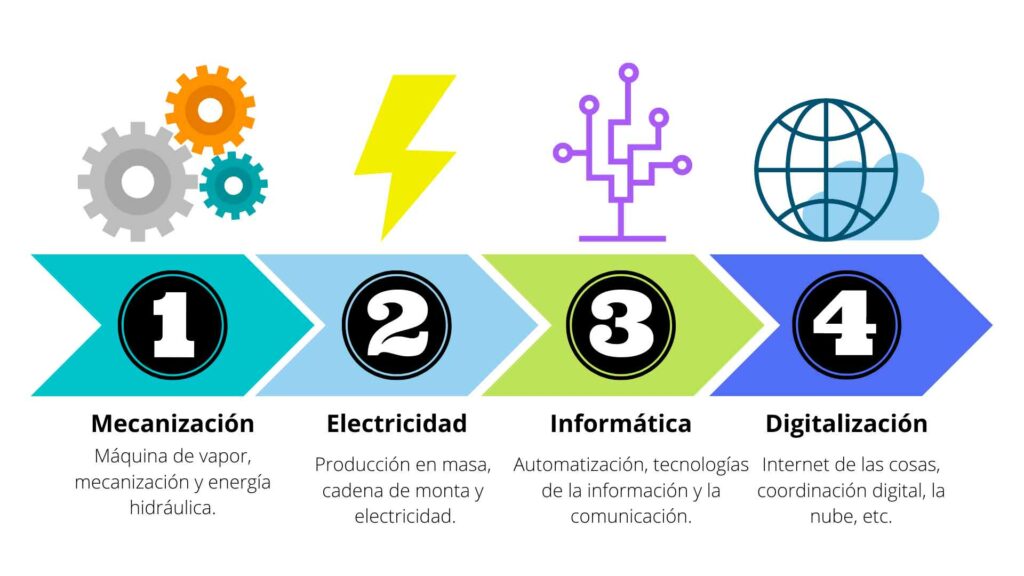 1
2
3
4
Mecanización
Máquina de vapor,
mecanización y energía
hidráulica.
Electricidad
Producción en masa,
cadena de monta y
electricidad.
Informática
Automatización, tecnologías
de la información y la
comunicación.
Digitalización
Internet de las cosas,
coordinación digital, la
nube, etc.